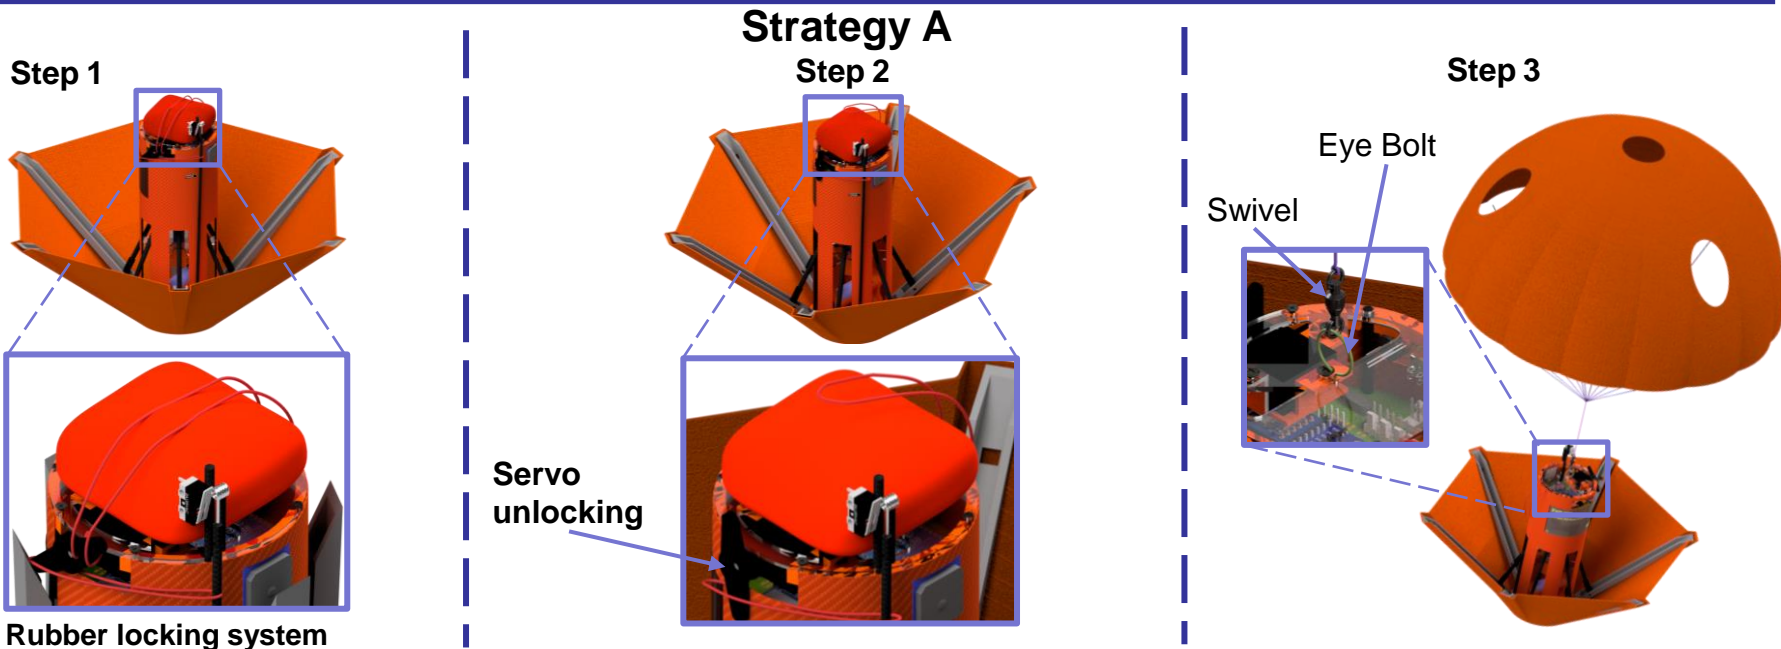 Strategy A
Step 1
Step 2
Step 3
Eye Bolt
Swivel
Servo
unlocking
Rubber locking system